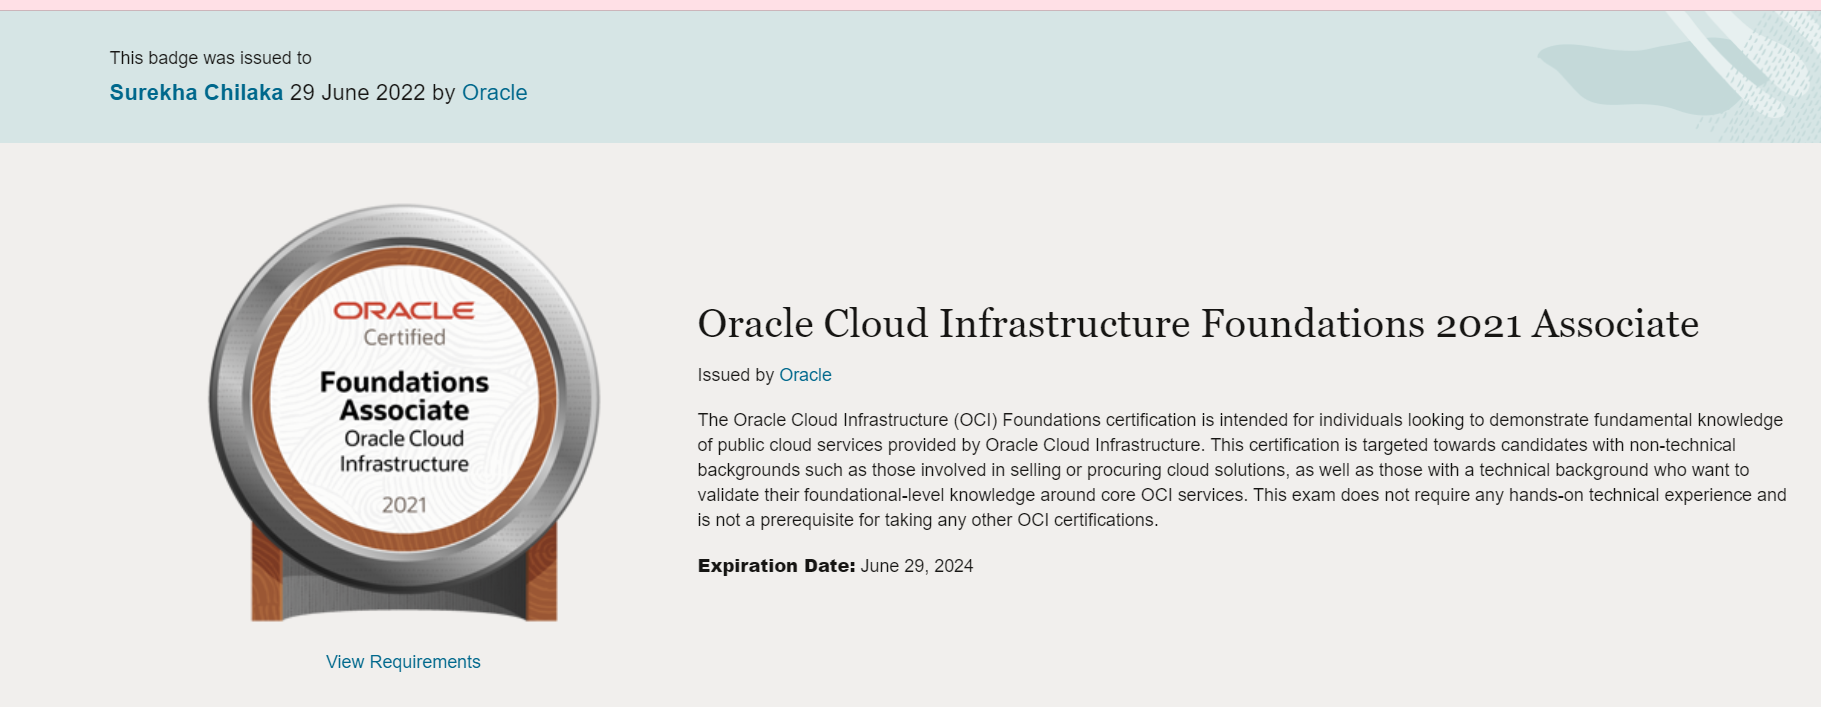 This badge was issued to
Surekha Chilaka 29 June 2022 by Oracle
ORACLE
Certified
Foundations
Associate
Oracle Cloud
Infrastructure
2021
View Requirements
Oracle Cloud Infrastructure Foundations 2021 Associate
Issued by Oracle
The Oracle Cloud Infrastructure (OCI) Foundations certification is intended for individuals looking to demonstrate fundamental knowledge
of public cloud services provided by Oracle Cloud Infrastructure. This certification is targeted towards candidates with non-technical
backgrounds such as those involved in selling or procuring cloud solutions, as well as those with a technical background who want to
validate their foundational-level knowledge around core OCI services. This exam does not require any hands-on technical experience and
is not a prerequisite for taking any other OCI certifications.
Expiration Date: June 29, 2024